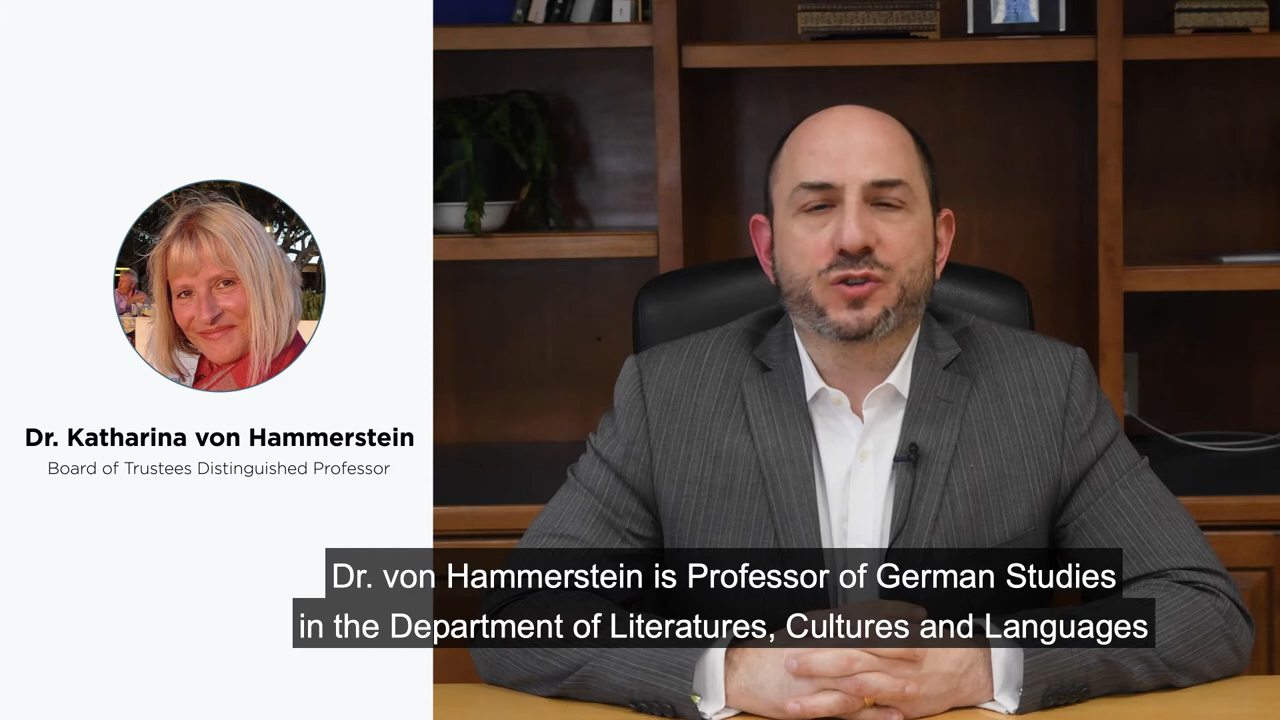 Dr. Katharina von Hammerstein
Board of Trustees Distinguished Professor
Dr. von Hammerstein is Professor of German Studies
in the Department of Literatures, Cultures and Languages